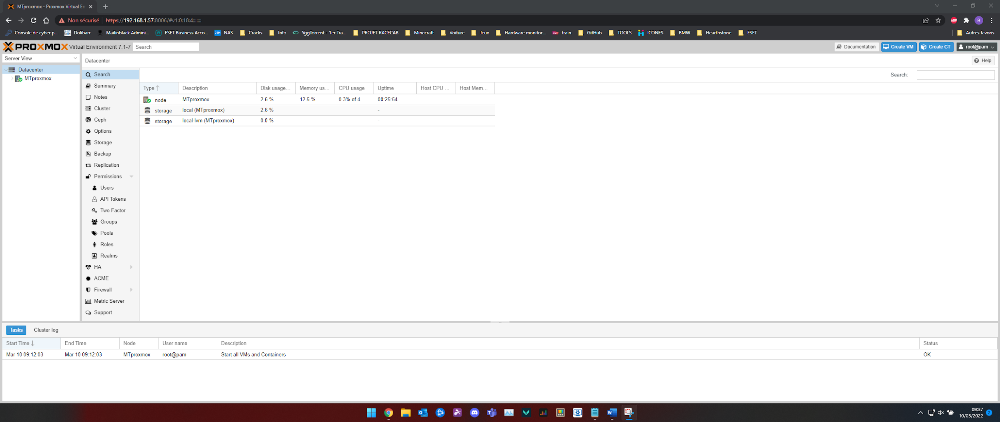 MTproxmox - Proxmox Virtual En
Non sécurisé https://192.168.1.57:8006/#v1:0:18:4:::::::
Console de cyber p... Dolibarr Mailinblack Admini... ESET Business Acco... DSM NAS Cracks Info YggTorrent - 1er Tra... PROJET RACECAB Minecraft Voiture Jeux Hardware monitor... SNCF train GitHub TOOLS ICONES BMW Hearthstone ESET Autres favoris
PROXMOX Virtual Environment 7.1-7 Search Documentation Create VM Create CT root@pam
Server View
Datacenter
MTproxmox
Datacenter Help
Search
Summary
Notes
Cluster
Ceph
Options
Storage
Backup
Replication
Permissions
Users
API Tokens
Two Factor
Groups
Pools
Roles
Realms
HA
ACME
Firewall
Metric Server
Support
Search:
Type Description Disk usage... Memory us... CPU usage Uptime Host CPU ... Host Mem...
node MTproxmox 2.6 % 12.5 % 0.3% of 4 ... 00:25:54
storage local (MTproxmox) 2.6 % -
storage local-lvm (MTproxmox) 0.0 % -
Tasks Cluster log
Start Time End Time Node User name Description Status
Mar 10 09:12:03 Mar 10 09:12:03 MTproxmox root@pam Start all VMs and Containers OK
09:37
10/03/2022
2